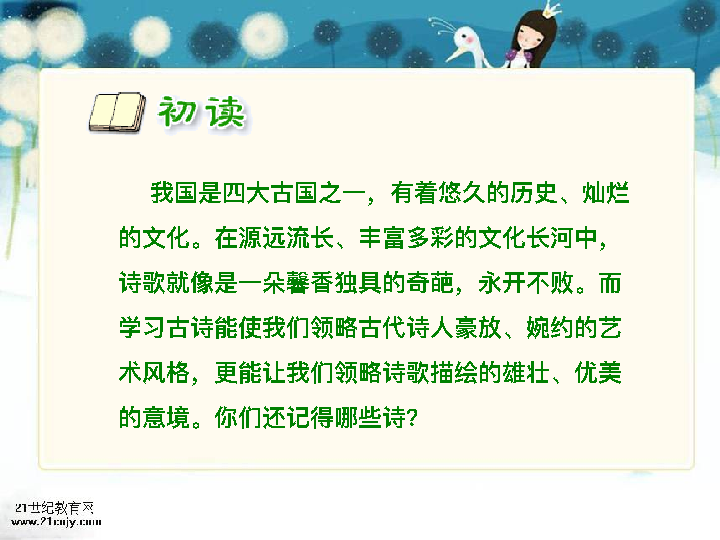 初读
我国是四大古国之一，有着悠久的历史、灿烂
的文化。在源远流长、丰富多彩的文化长河中，
诗歌就像是一朵馨香独具的奇葩，永开不败。而
学习古诗能使我们领略古代诗人豪放、婉约的艺
术风格，更能让我们领略诗歌描绘的雄壮、优美
的意境。你们还记得哪些诗？
21世纪教育网
www.21cnjy.com